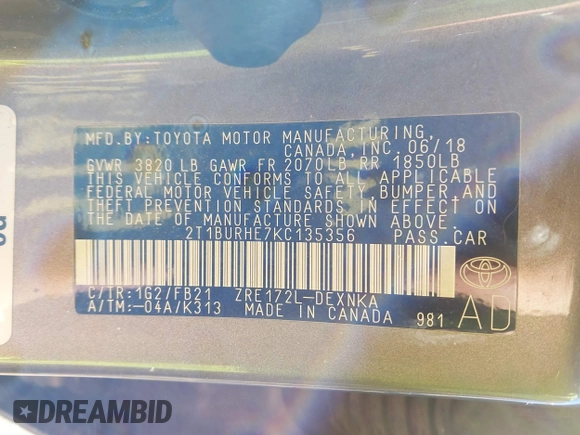 MFD.BY:TOYOTA MOTOR MANUFACTURING,
CANADA, INC. 06/18
GVWR 3820 LB GAWR FR 2070LB RR 1850LB
THIS VEHICLE CONFORMS TO ALL APPLICABLE
FEDERAL MOTOR VEHICLE SAFETY, BUMPER AND
THEFT PREVENTION STANDARDS IN EFFECT ON
THE DATE OF MANUFACTURE SHOWN ABOVE.
2T1BURHE7KC135356 PASS.CAR
C/TR:1G2/FB21 ZRE172L-DEXNKA
A/TM:-04A/K313 MADE IN CANADA 981
AD
DREAMBID